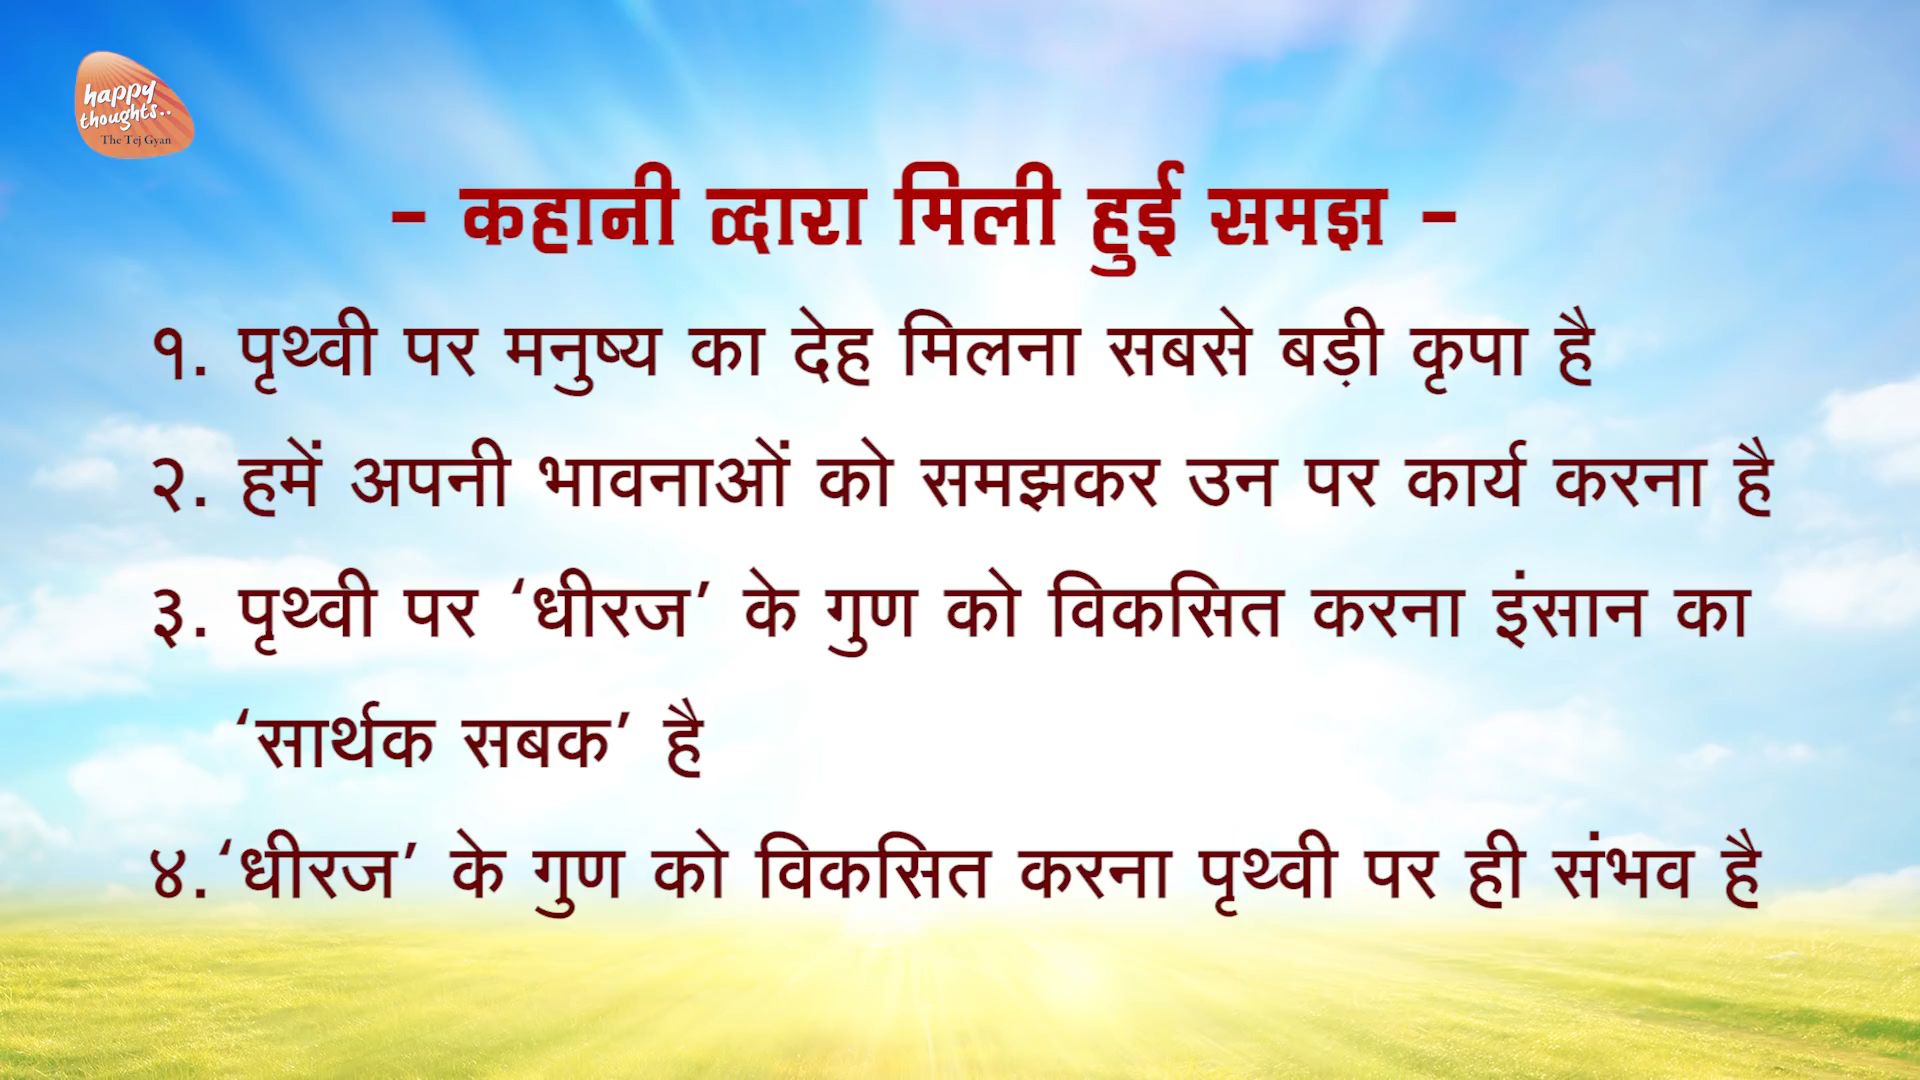 happy
thoughts..
The Tej Gyan
- कहानी द्वारा मिली हुई समझ -
१. पृथ्वी पर मनुष्य का देह मिलना सबसे बड़ी कृपा है
२. हमें अपनी भावनाओं को समझकर उन पर कार्य करना है
३. पृथ्वी पर ‘धीरज’ के गुण को विकसित करना इंसान का
‘सार्थक सबक’ है
४.‘धीरज’ के गुण को विकसित करना पृथ्वी पर ही संभव है